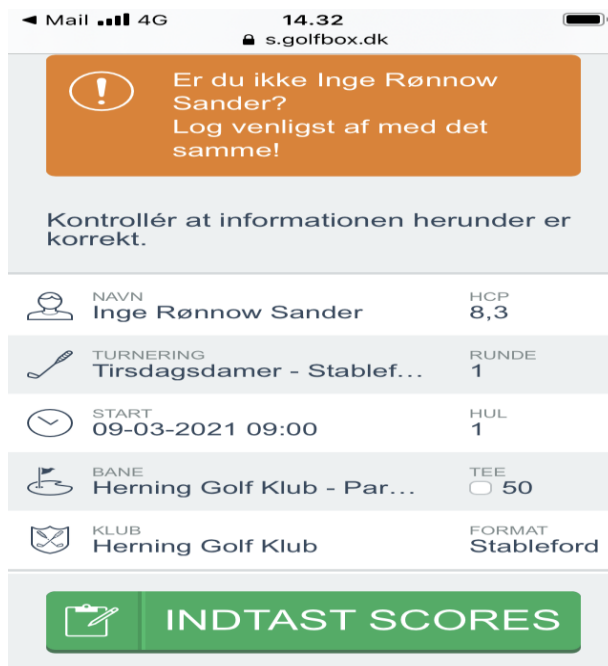 Mail 4G 14.32
s.golfbox.dk
Er du ikke Inge Rønnow
Sander?
Log venligst af med det
samme!
Kontrollér at informationen herunder er
korrekt.
NAVN HCP
Inge Rønnow Sander 8,3
TURNERING RUNDE
Tirsdagsdamer - Stablef... 1
START HUL
09-03-2021 09:00 1
BANE TEE
Herning Golf Klub - Par... 50
KLUB FORMAT
Herning Golf Klub Stableford
INDTAST SCORES